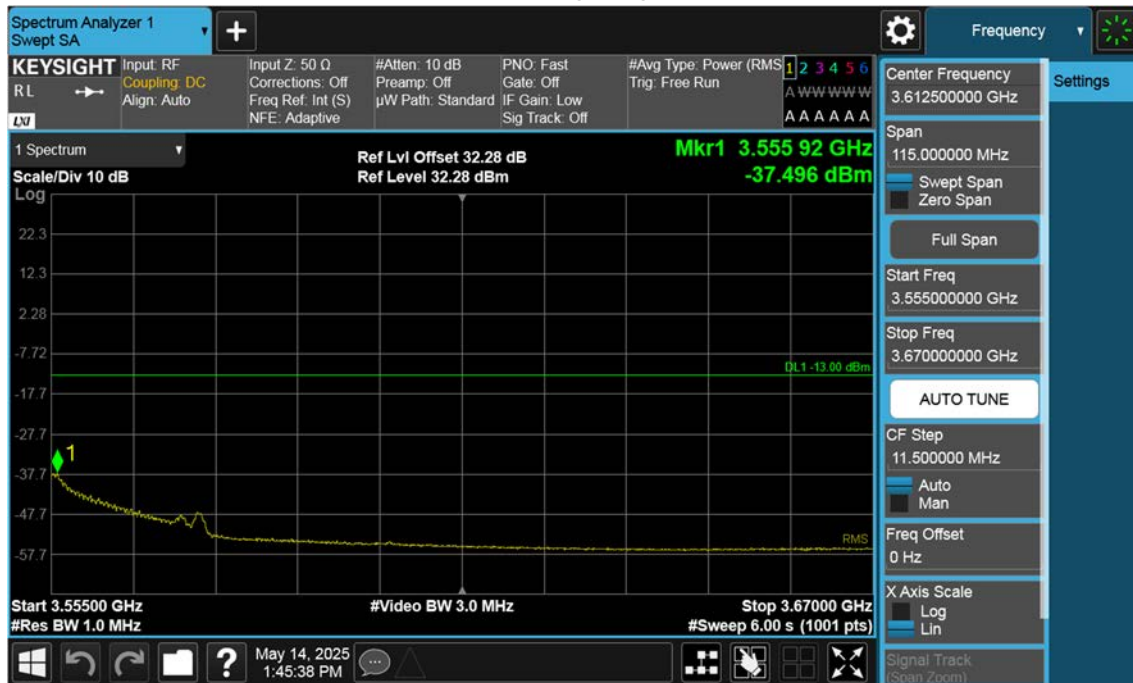 Spectrum Analyzer 1
Swept SA
+
Frequency
KEYSIGHT
RL
LXI
Input: RF
Coupling: DC
Align: Auto
Input Z: 50 Ω
Corrections: Off
Freq Ref: Int (S)
NFE: Adaptive
#Atten: 10 dB
Preamp: Off
µW Path: Standard
PNO: Fast
Gate: Off
IF Gain: Low
Sig Track: Off
#Avg Type: Power (RMS
Trig: Free Run
1 2 3 4 5 6
A W W W W W
A A A A A A
1 Spectrum
Scale/Div 10 dB
Ref Lvl Offset 32.28 dB
Ref Level 32.28 dBm
Mkr1 3.555 92 GHz
-37.496 dBm
Log
22.3
12.3
2.28
-7.72
DL1 -13.00 dBm
-17.7
-27.7
1
-37.7
-47.7
RMS
-57.7
Start 3.55500 GHz
#Video BW 3.0 MHz
Stop 3.67000 GHz
#Res BW 1.0 MHz
#Sweep 6.00 s (1001 pts)
?
May 14, 2025
1:45:38 PM
Center Frequency
3.612500000 GHz
Settings
Span
115.000000 MHz
Swept Span
Zero Span
Full Span
Start Freq
3.555000000 GHz
Stop Freq
3.670000000 GHz
AUTO TUNE
CF Step
11.500000 MHz
Auto
Man
Freq Offset
0 Hz
X Axis Scale
Log
Lin
Signal Track
(Span Zoom)